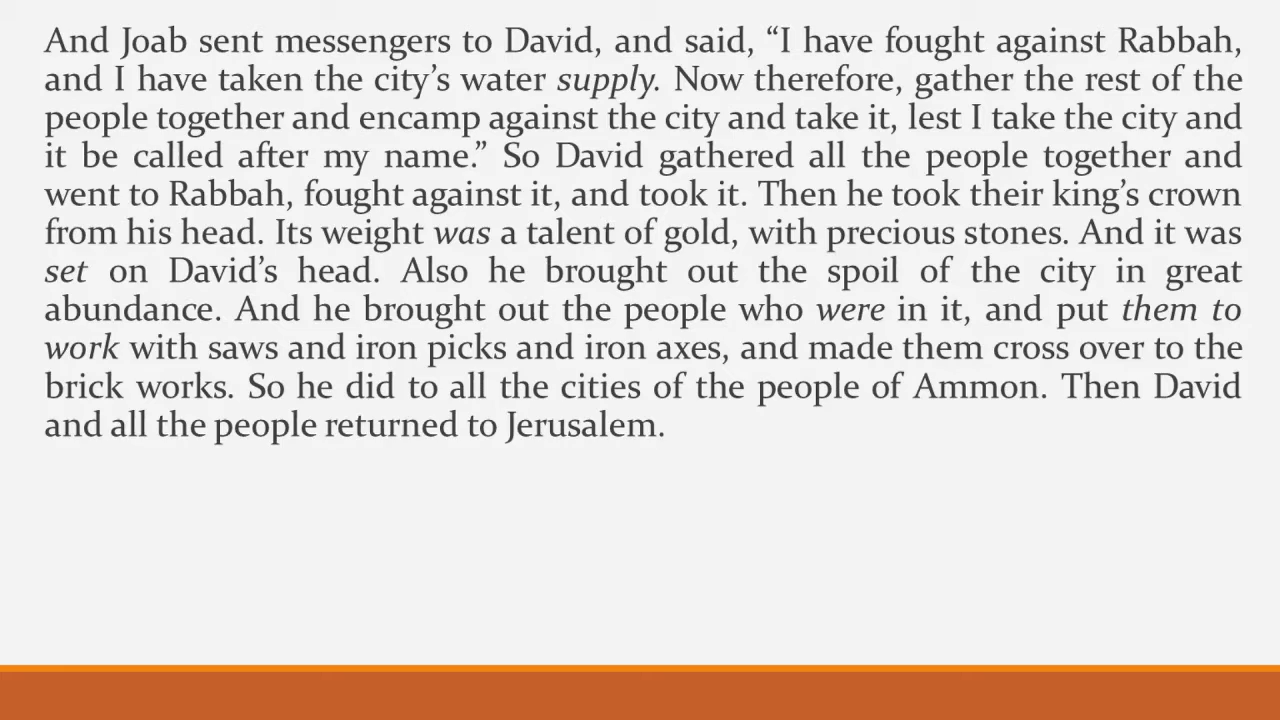 And Joab sent messengers to David, and said, “I have fought against Rabbah,
and I have taken the city’s water supply. Now therefore, gather the rest of the
people together and encamp against the city and take it, lest I take the city and
it be called after my name.” So David gathered all the people together and
went to Rabbah, fought against it, and took it. Then he took their king’s crown
from his head. Its weight was a talent of gold, with precious stones. And it was
set on David’s head. Also he brought out the spoil of the city in great
abundance. And he brought out the people who were in it, and put them to
work with saws and iron picks and iron axes, and made them cross over to the
brick works. So he did to all the cities of the people of Ammon. Then David
and all the people returned to Jerusalem.